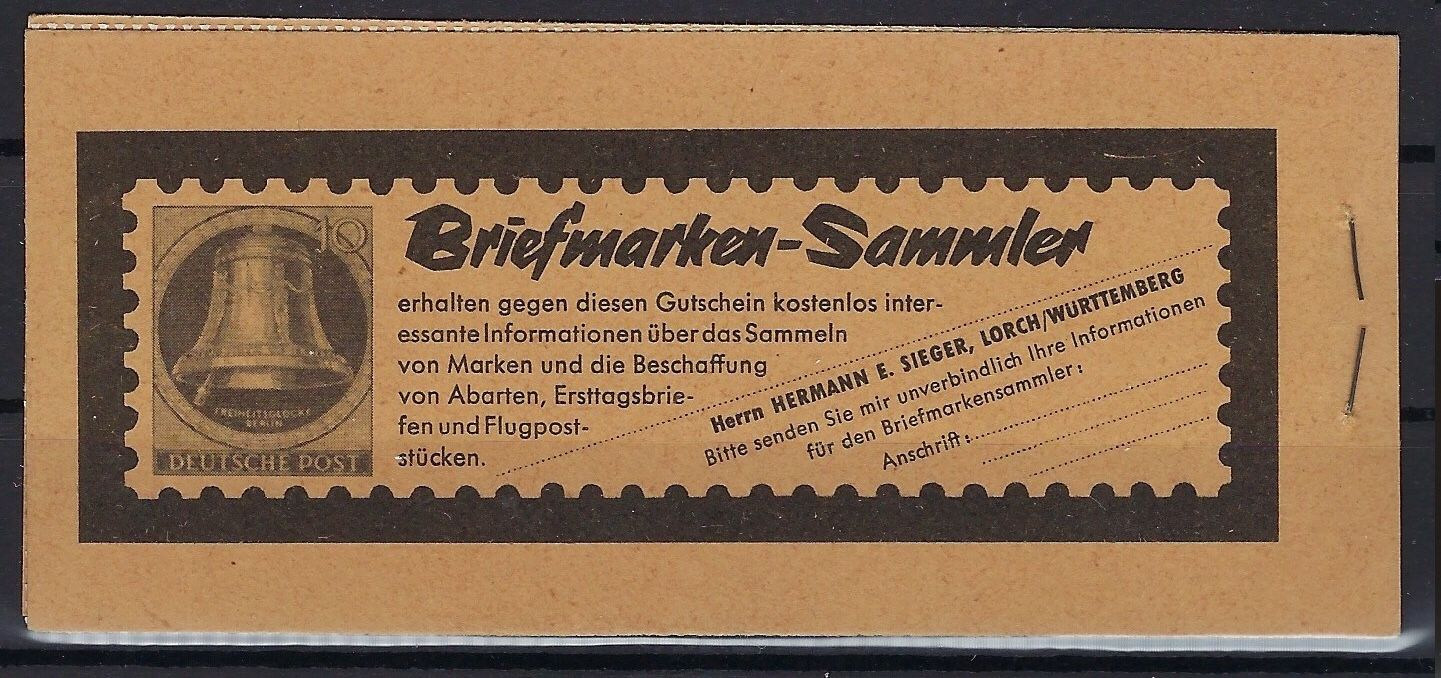 10
FREIHEITSGLOCKE
BERLIN
DEUTSCHE POST
Briefmarken-Sammler
erhalten gegen diesen Gutschein kostenlos inter-
essante Informationen über das Sammeln
von Marken und die Beschaffung
von Abarten, Ersttagsbrie-
fen und Flugpost-
stücken.
Herrn HERMANN E. SIEGER, LORCH/WURTTEMBERG
Bitte senden Sie mir unverbindlich Ihre Informationen
für den Briefmarkensammler:
Anschrift: